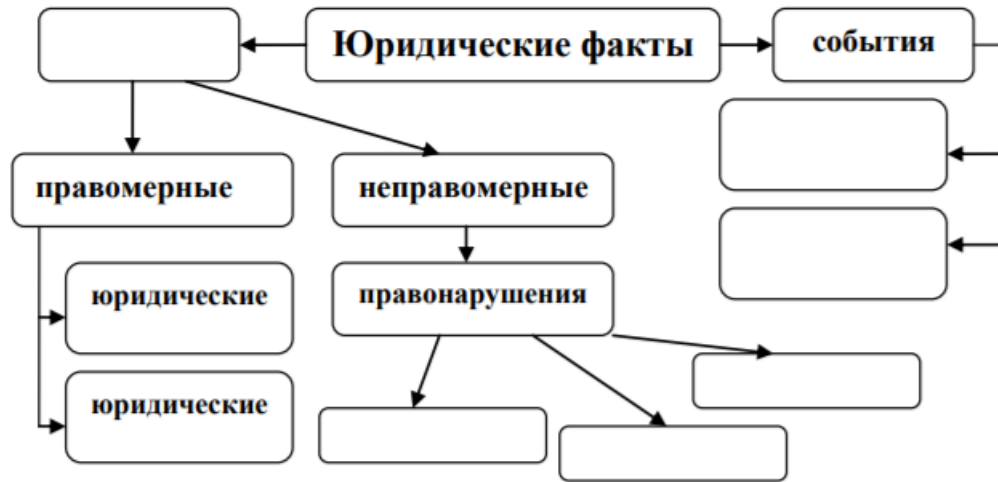 Юридические факты
события
правомерные
неправомерные
юридические
правонарушения
юридические